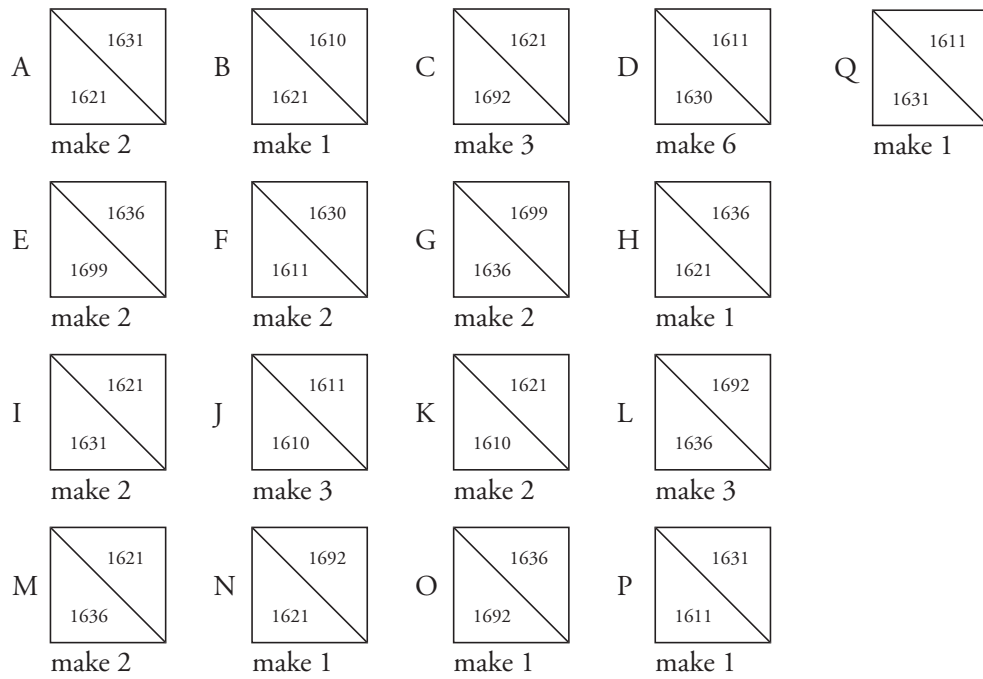 1631 1610 1621 1611 1611
A B C D Q
1621 1621 1692 1630 1631
make 2 make 1 make 3 make 6 make 1
1636 1630 1699 1636
E F G H
1699 1611 1636 1621
make 2 make 2 make 2 make 1
1621 1611 1621 1692
I J K L
1631 1610 1610 1636
make 2 make 3 make 2 make 3
1621 1692 1636 1631
M N O P
1636 1621 1692 1611
make 2 make 1 make 1 make 1